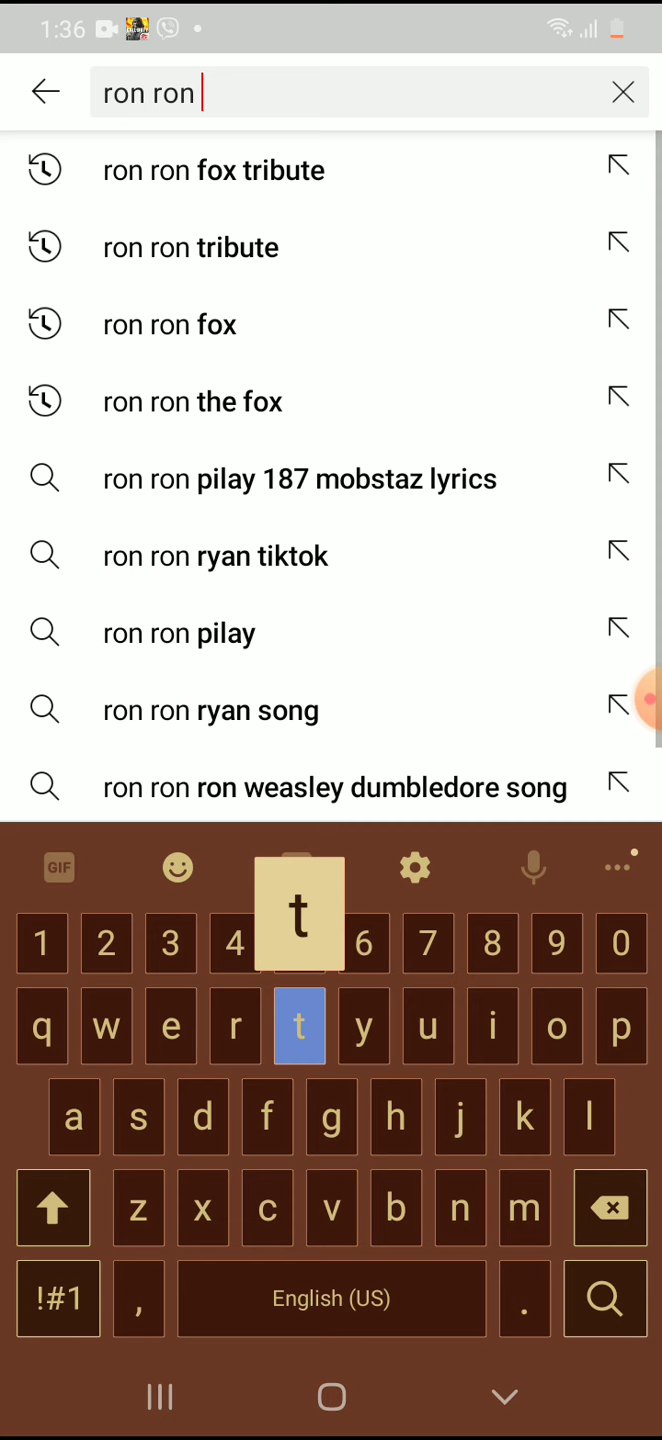 1:36
ron ron
ron ron fox tribute
ron ron tribute
ron ron fox
ron ron the fox
ron ron pilay 187 mobstaz lyrics
ron ron ryan tiktok
ron ron pilay
ron ron ryan song
ron ron ron weasley dumbledore song
GIF
t
1 2 3 4 6 7 8 9 0
q w e r t y u i o p
a s d f g h j k l
z x c v b n m
!#1 , English (US) .